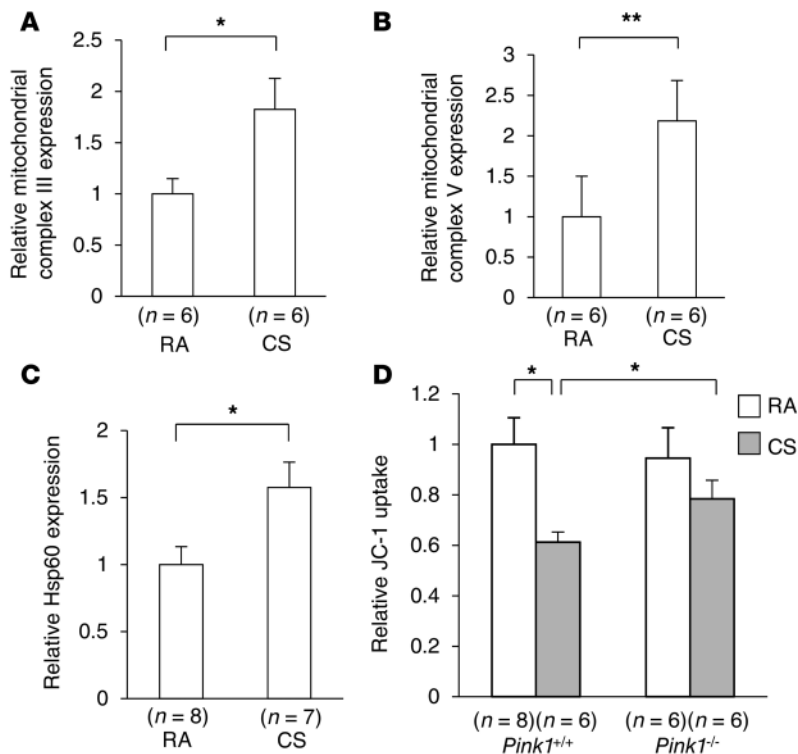 A
*
Relative mitochondrial
complex III expression
2.5
2
1.5
1
0.5
0
(n = 6) (n = 6)
RA CS
B
**
Relative mitochondrial
complex V expression
3
2.5
2
1.5
1
0.5
0
(n = 6) (n = 6)
RA CS
C
*
Relative Hsp60 expression
2
1.5
1
0.5
0
(n = 8) (n = 7)
RA CS
D
* *
RA
CS
Relative JC-1 uptake
1.2
1
0.8
0.6
0.4
0.2
0
(n = 8)(n = 6) (n = 6)(n = 6)
Pink1+/+ Pink1-/-